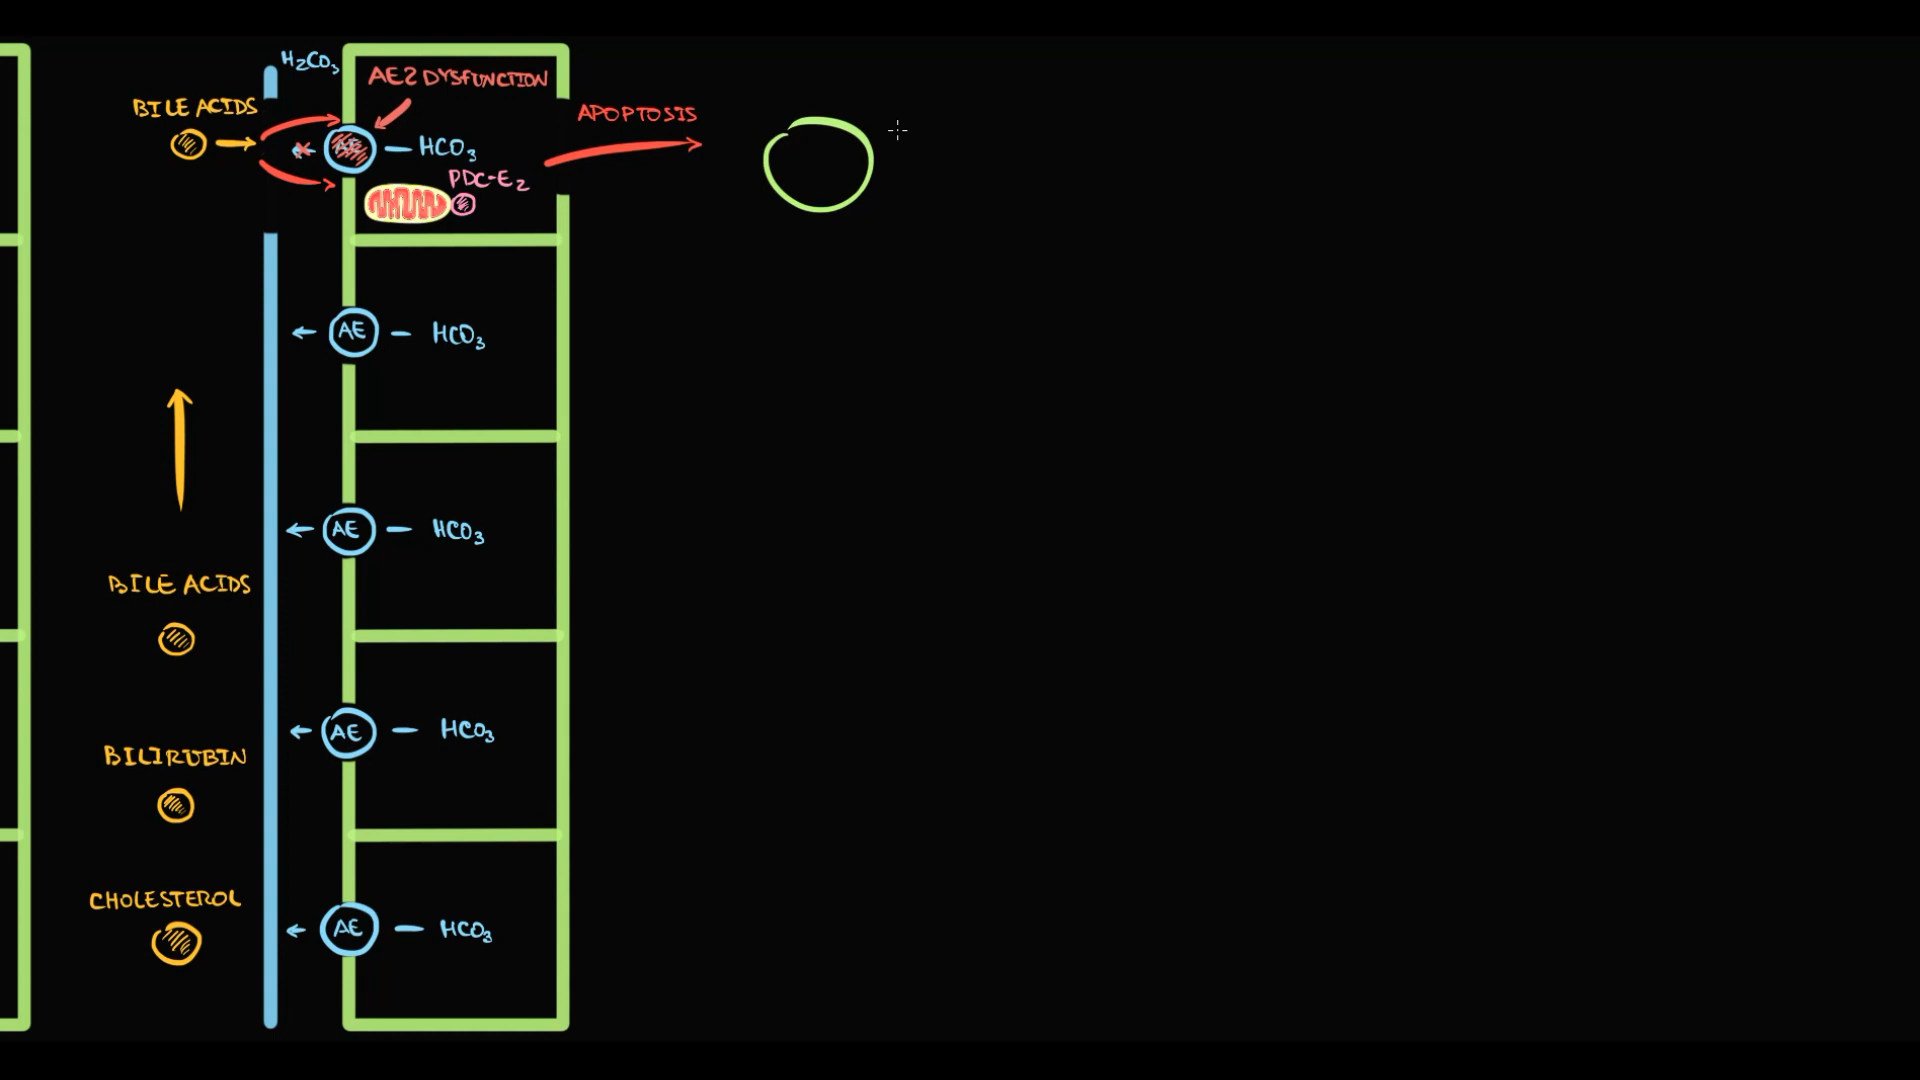 H₂CO₃
AE2 DYSFUNCTION
BILE ACIDS
APOPTOSIS
AE
HCO₃
PDC-E₂
AE
HCO₃
AE
HCO₃
BILE ACIDS
AE
HCO₃
BILIRUBIN
CHOLESTEROL
AE
HCO₃